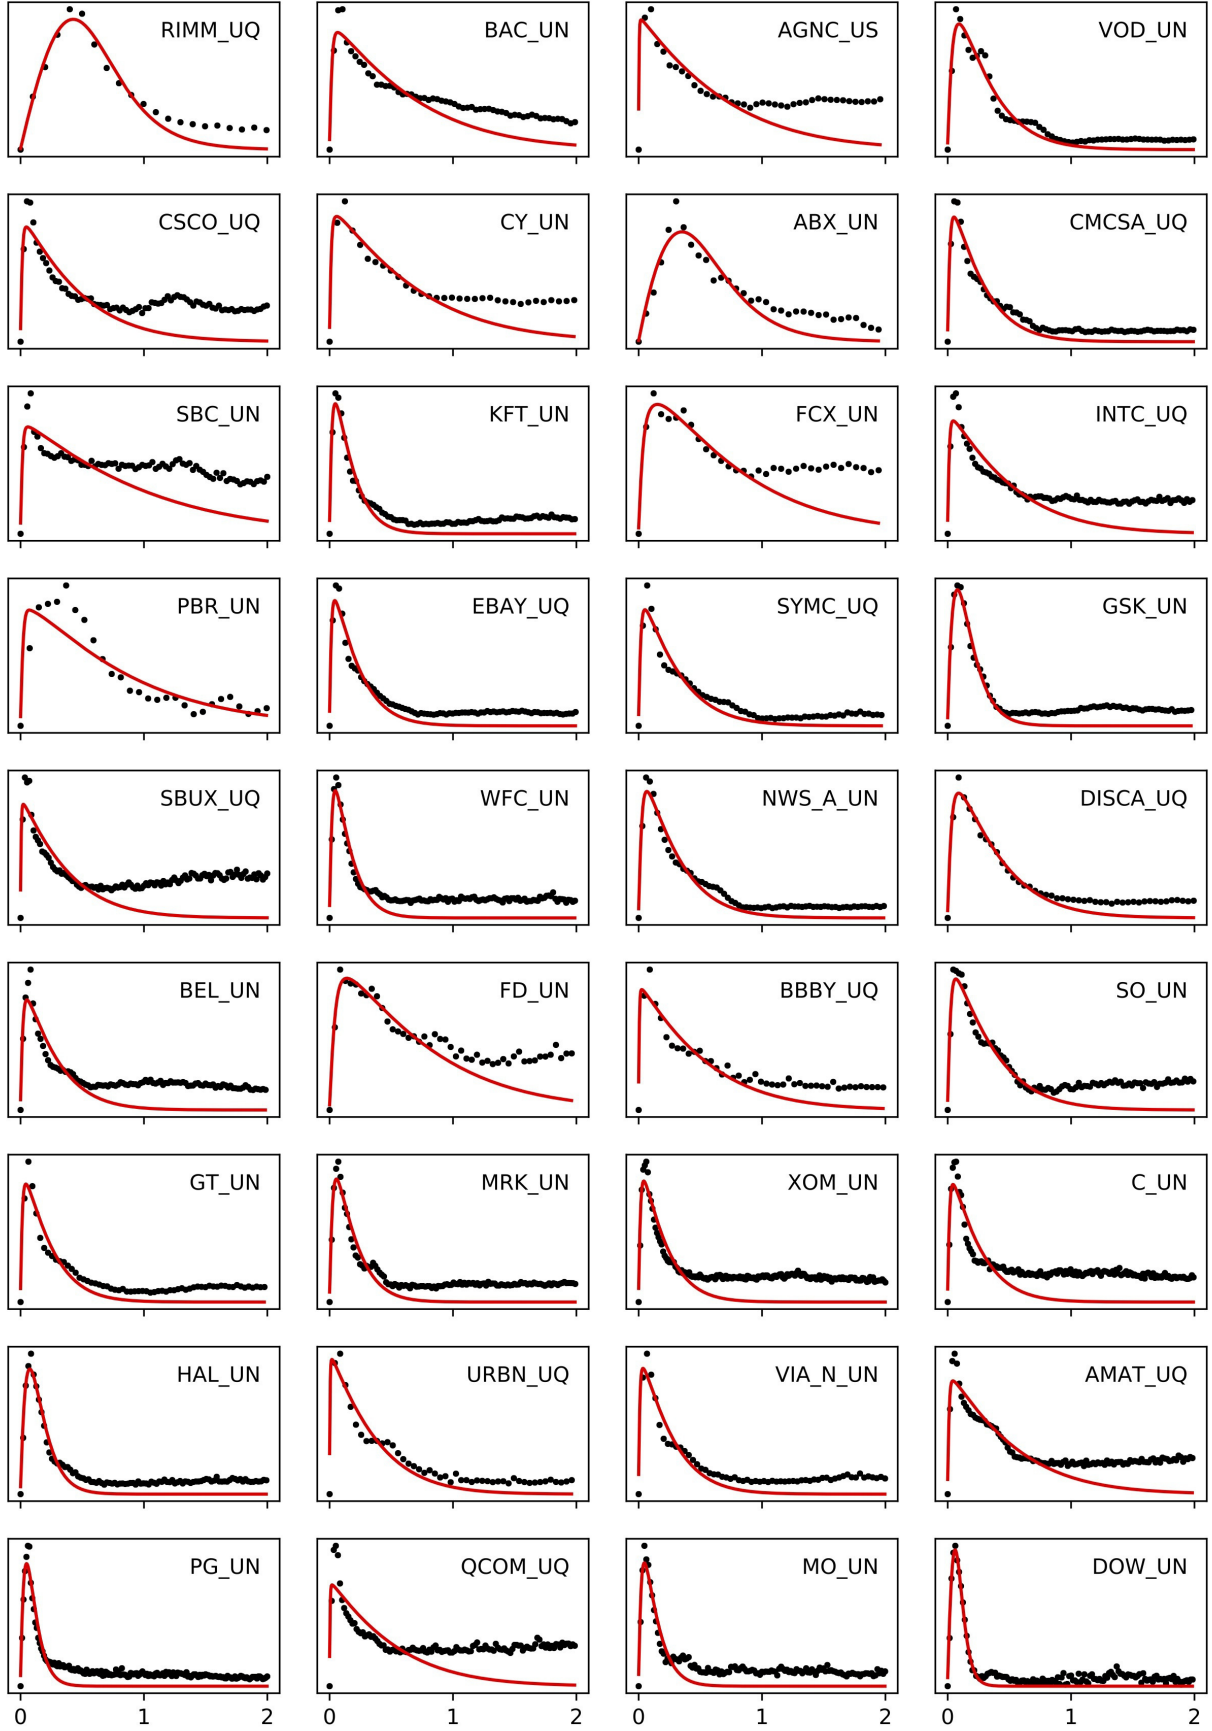 RIMM_UQ BAC_UN AGNC_US VOD_UN
CSCO_UQ CY_UN ABX_UN CMCSA_UQ
SBC_UN KFT_UN FCX_UN INTC_UQ
PBR_UN EBAY_UQ SYMC_UQ GSK_UN
SBUX_UQ WFC_UN NWS_A_UN DISCA_UQ
BEL_UN FD_UN BBBY_UQ SO_UN
GT_UN MRK_UN XOM_UN C_UN
HAL_UN URBN_UQ VIA_N_UN AMAT_UQ
PG_UN QCOM_UQ MO_UN DOW_UN
0 1 2 0 1 2 0 1 2 0 1 2